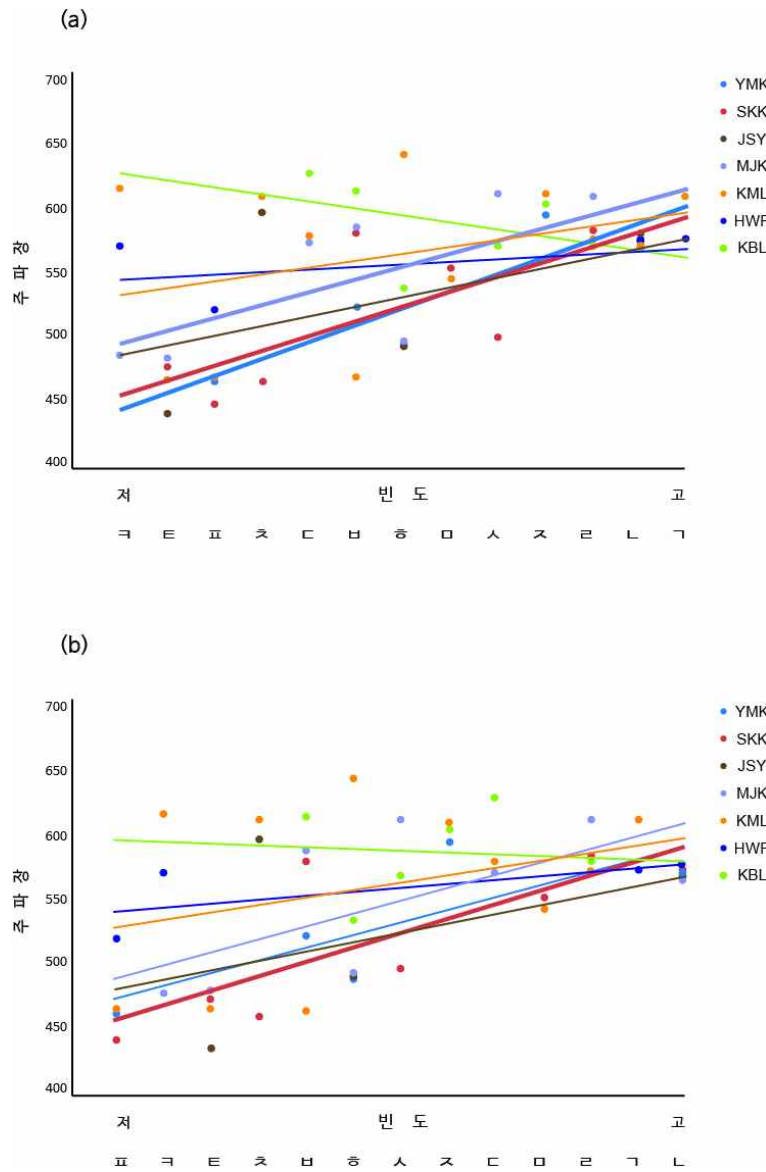 (a)
700
650
600
550
500
450
400
주파장
저 빈 도 고
ㅋ ㅌ ㅍ ㅊ ㄷ ㅂ ㅎ ㅁ ㅅ ㅈ ㄹ ㄴ ㄱ
YMK
SKK
JSY
MJK
KML
KBL
(b)
700
650
600
550
500
450
400
주파장
저 빈 도 고
ㅍ ㅋ ㅌ ㅊ ㅂ ㅎ ㅅ ㅈ ㄷ ㅁ ㄹ ㄱ ㄴ
YMK
SKK
JSY
MJK
KML
KBL